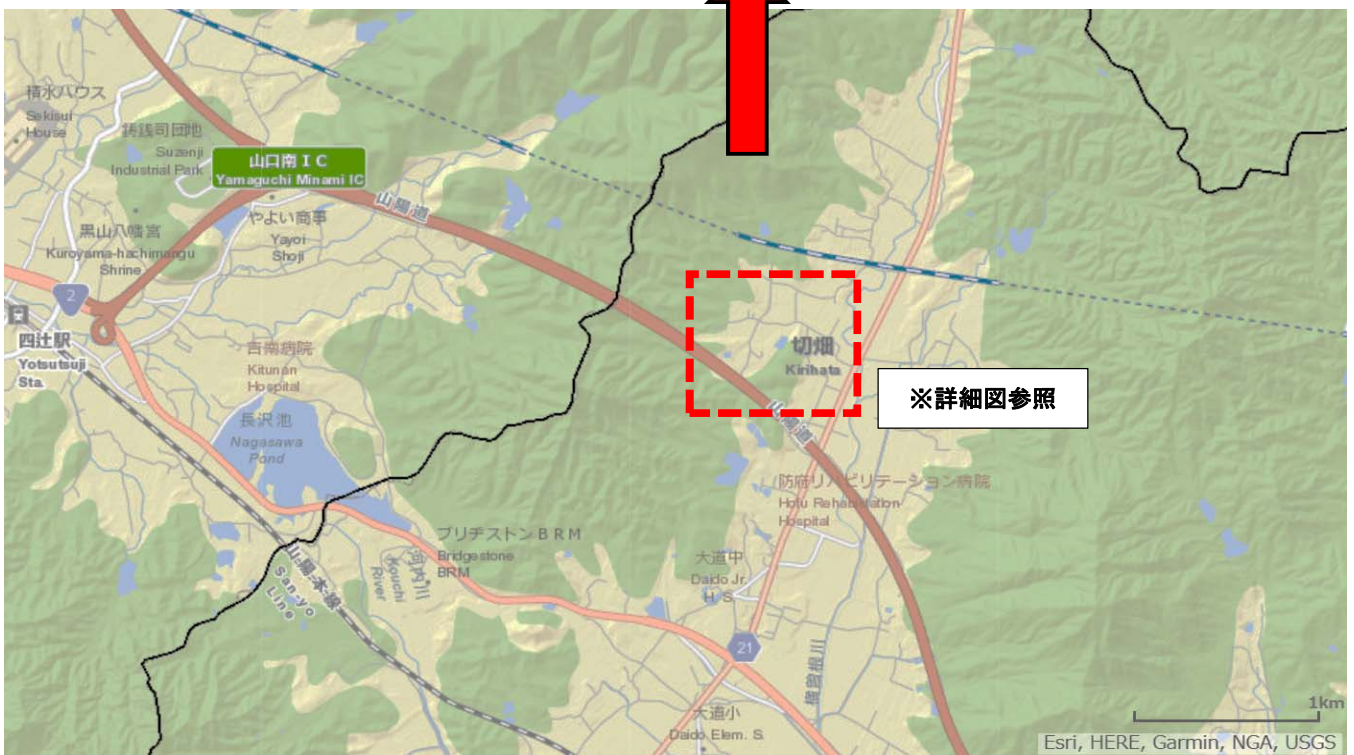 積水ハウス
Sekisui
House
鋳銭司団地
Suzenji
Industrial Park
山口南IC
Yamaguchi Minami IC
山陽道
やよい商事
Yayoi
Shoji
黒山八幡宮
Kuroyama-hachimangu
Shrine
2
四辻駅
Yotsutsuji
Sta.
吉南病院
Kitunan
Hospital
長沢池
Nagasawa
Pond
切畑
Kirihata
※詳細図参照
山陽道
防府リハビリテーション病院
Hofu Rehabilitation
Hospital
ブリヂストンBRM
Bridgestone
BRM
河内川
Kouchi
River
山陽本線
San-yo
Line
大道中
Daido Jr.
H. S.
21
横曽根川
大道小
Daido Elem. S.
1km
Esri, HERE, Garmin, NGA, USGS